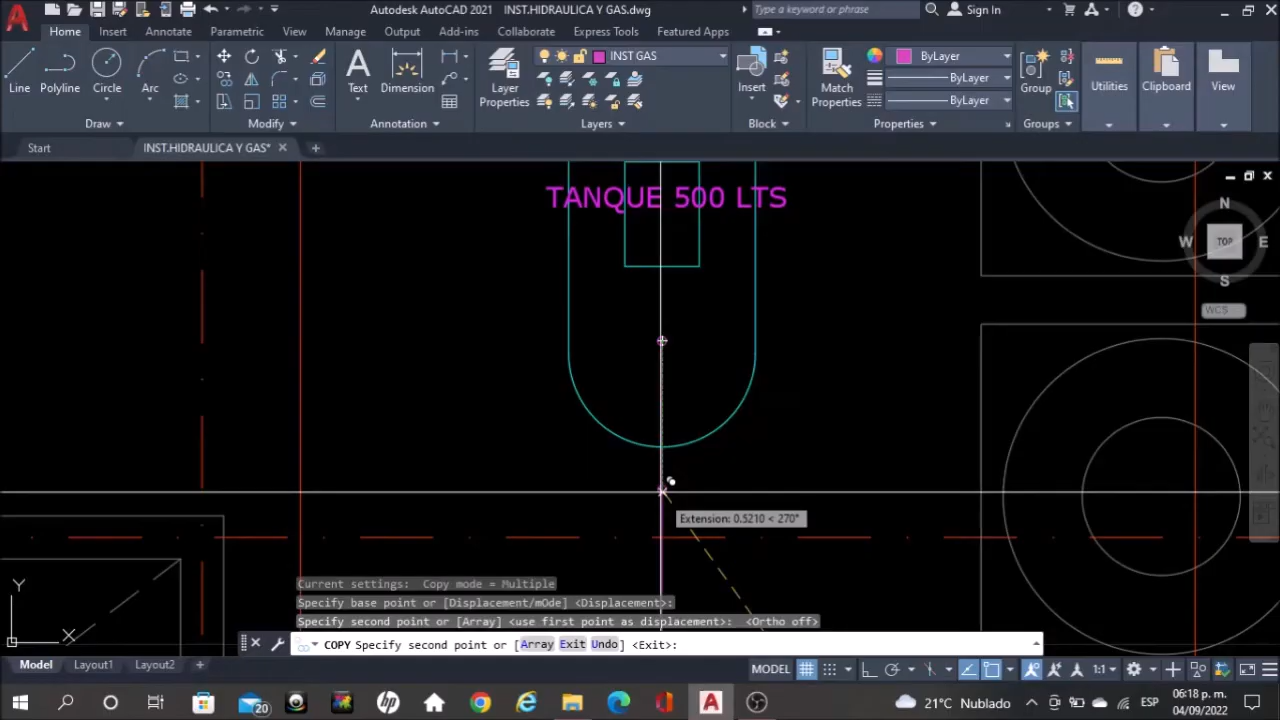 Autodesk AutoCAD 2021 INST.HIDRAULICA Y GAS.dwg
Type a keyword or phrase
Sign In
Home Insert Annotate Parametric View Manage Output Add-ins Collaborate Express Tools Featured Apps
INST GAS
ByLayer
ByLayer
ByLayer
Line Polyline Circle Arc
Text Dimension
Layer Properties
Insert
Match Properties
Group
Utilities Clipboard View
Draw Modify Annotation Layers Block Properties Groups
Start INST.HIDRAULICA Y GAS*
TANQUE 500 LTS
N
W TOP E
S
WCS
Extension: 0.5210 < 270°
Y
X
Current settings: Copy mode = Multiple
Specify base point or [Displacement/mOde] <Displacement>:
Specify second point or [Array] <use first point as displacement>: <Ortho off>
COPY Specify second point or [Array Exit Undo] <Exit>:
Model Layout1 Layout2
MODEL 1:1
20
21°C Nublado
ESP
06:18 p. m.
04/09/2022